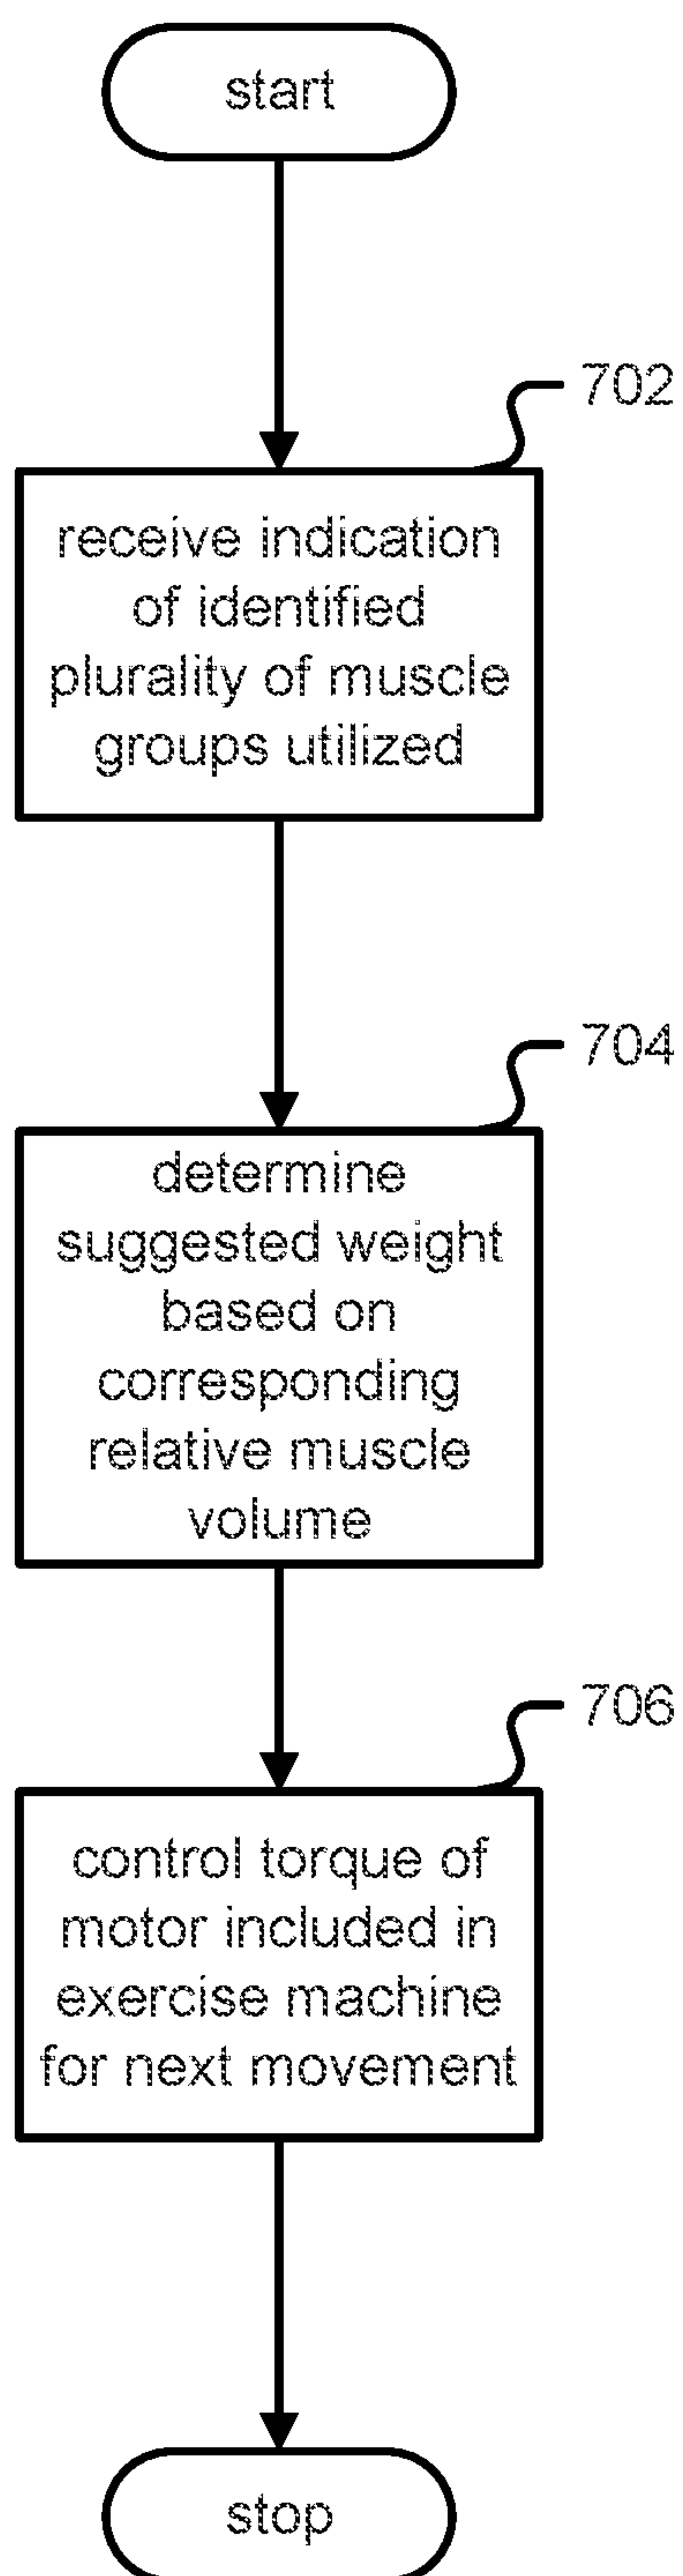 start
702
receive indication
of identified
plurality of muscle
groups utilized
704
determine
suggested weight
based on
corresponding
relative muscle
volume
706
control torque of
motor included in
exercise machine
for next movement
stop